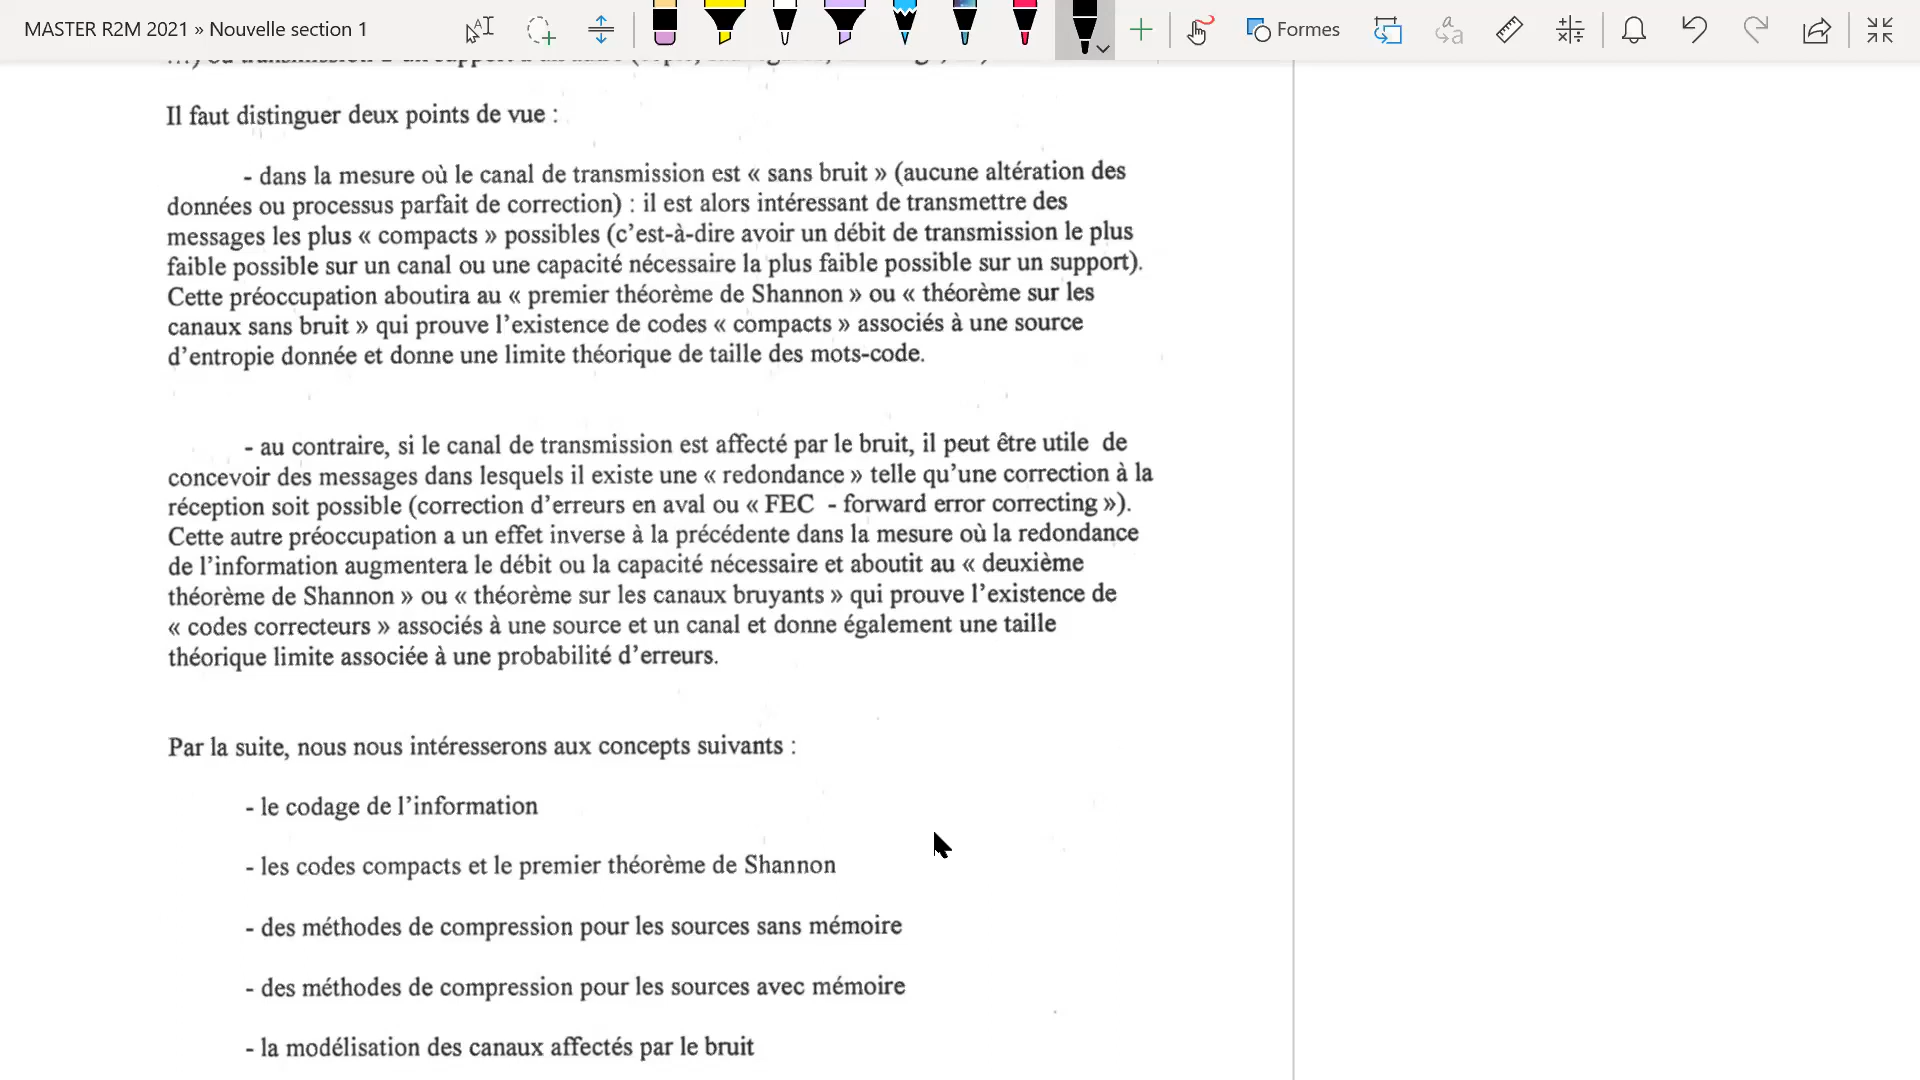 MASTER R2M 2021 » Nouvelle section 1
Formes
Il faut distinguer deux points de vue :
- dans la mesure où le canal de transmission est « sans bruit » (aucune altération des
données ou processus parfait de correction) : il est alors intéressant de transmettre des
messages les plus « compacts » possibles (c'est-à-dire avoir un débit de transmission le plus
faible possible sur un canal ou une capacité nécessaire la plus faible possible sur un support).
Cette préoccupation aboutira au « premier théorème de Shannon » ou « théorème sur les
canaux sans bruit » qui prouve l'existence de codes « compacts » associés à une source
d'entropie donnée et donne une limite théorique de taille des mots-code.
- au contraire, si le canal de transmission est affecté par le bruit, il peut être utile de
concevoir des messages dans lesquels il existe une « redondance » telle qu'une correction à la
réception soit possible (correction d'erreurs en aval ou « FEC - forward error correcting »).
Cette autre préoccupation a un effet inverse à la précédente dans la mesure où la redondance
de l'information augmentera le débit ou la capacité nécessaire et aboutit au « deuxième
théorème de Shannon » ou « théorème sur les canaux bruyants » qui prouve l'existence de
« codes correcteurs » associés à une source et un canal et donne également une taille
théorique limite associée à une probabilité d'erreurs.
Par la suite, nous nous intéresserons aux concepts suivants :
- le codage de l'information
- les codes compacts et le premier théorème de Shannon
- des méthodes de compression pour les sources sans mémoire
- des méthodes de compression pour les sources avec mémoire
- la modélisation des canaux affectés par le bruit